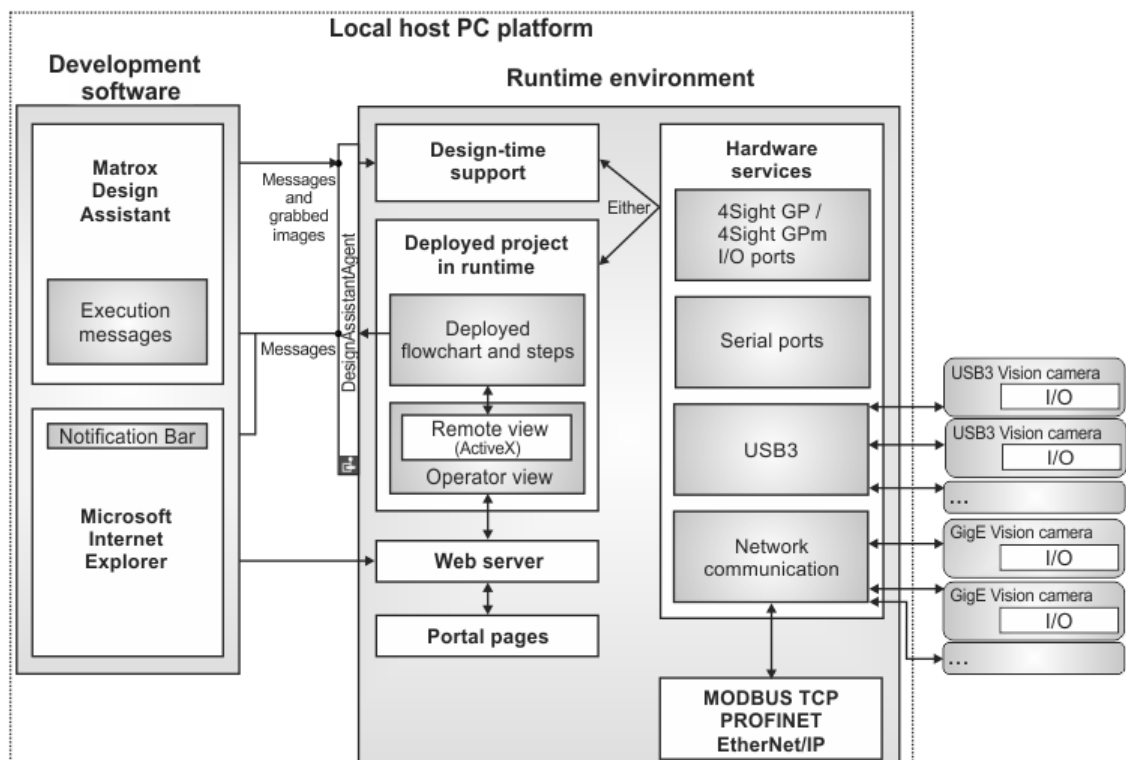 Local host PC platform
Development
software
Runtime environment
Matrox
Design
Assistant
Execution
messages
Notification Bar
Microsoft
Internet
Explorer
Messages
and
grabbed
images
Messages
DesignAssistantAgent
Design-time
support
Either
Deployed project
in runtime
Deployed
flowchart and steps
Remote view
(ActiveX)
Operator view
Web server
Portal pages
Hardware
services
4Sight GP /
4Sight GPm
I/O ports
Serial ports
USB3
Network
communication
MODBUS TCP
PROFINET
EtherNet/IP
USB3 Vision camera
I/O
USB3 Vision camera
I/O
...
GigE Vision camera
I/O
GigE Vision camera
I/O
...